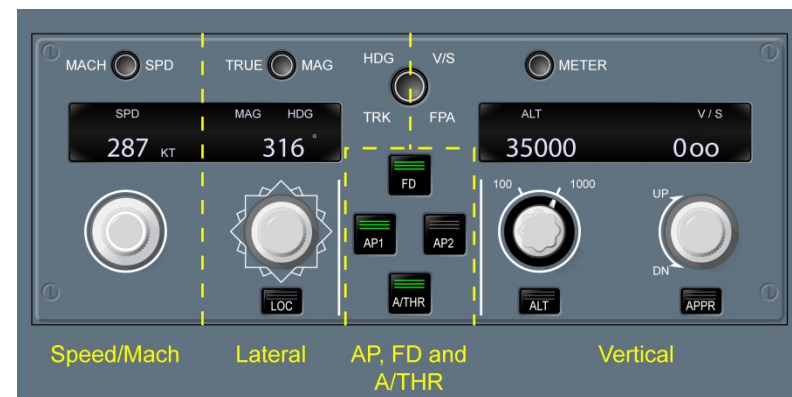 MACH SPD TRUE MAG HDG V/S METER
TRK FPA
SPD MAG HDG ALT V/S
287 KT 316° 35000 0oo
FD
100 1000 UP
AP1 AP2
DN
LOC A/THR ALT APPR
Speed/Mach Lateral AP, FD and Vertical
A/THR